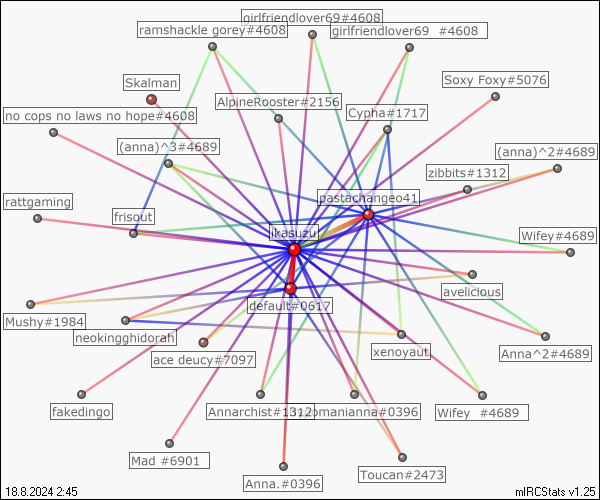 girlfriendlover69#4608
ramshackle gorey#4608
girlfriendlover69  #4608
Skalman
Soxy Foxy#5076
AlpineRooster#2156
no cops no laws no hope#4608
Cypha#1717
(anna)^3#4689
(anna)^2#4689
zibbits#1312
pastachangeo41
rattgaming
frisout
ikasuzu
Wifey#4689
avelicious
default#0617
Mushy#1984
neokingghidorah
xenoyaut
Anna^2#4689
ace deucy#7097
fakedingo
Annarchist#1312
omanianna#0396
Wifey  #4689
Mad #6901
Toucan#2473
Anna.#0396
18.8.2024 2:45
mIRCStats v1.25